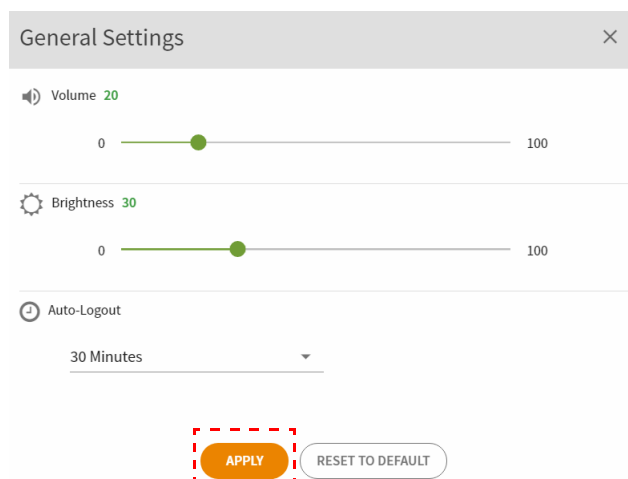 General Settings
Volume 20
0 100
Brightness 30
0 100
Auto-Logout
30 Minutes
APPLY RESET TO DEFAULT